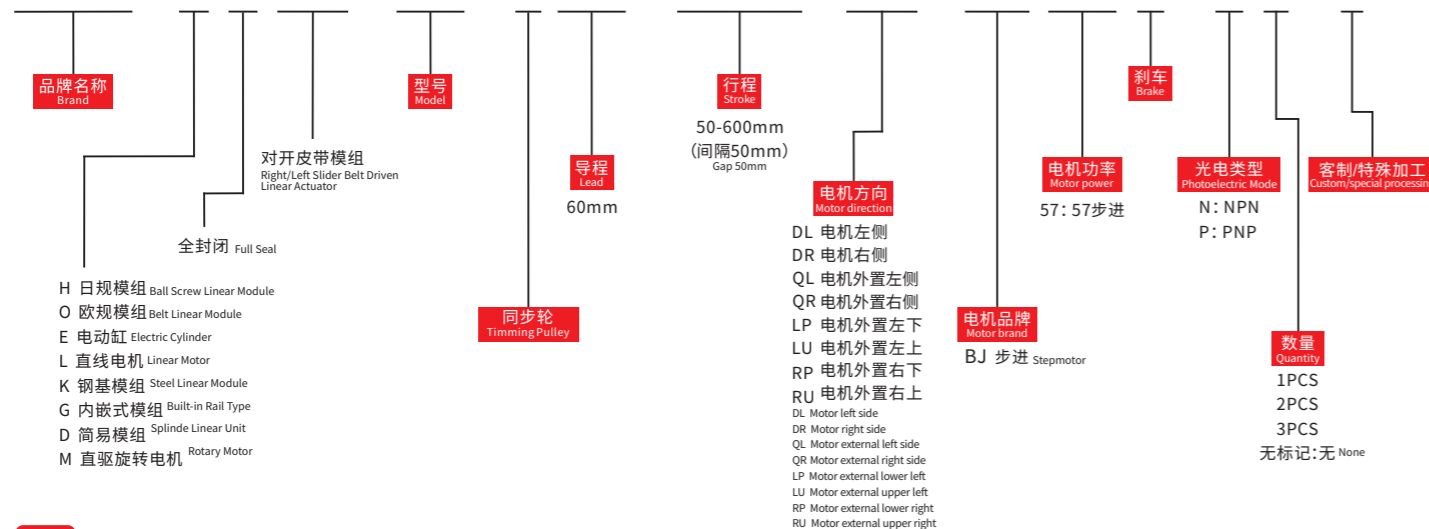 品牌名称
Brand
对开皮带模组
Right/Left Slider Belt Driven
Linear Actuator
全封闭 Full Seal
H 日规模组 Ball Screw Linear Module
O 欧规模组 Belt Linear Module
E 电动缸 Electric Cylinder
L 直线电机 Linear Motor
K 钢基模组 Steel Linear Module
G 内嵌式模组 Built-in Rail Type
D 简易模组 Splinde Linear Unit
M 直驱旋转电机 Rotary Motor
型号
Model
同步轮
Timming Pulley
导程
Lead
60mm
行程
Stroke
50-600mm
(间隔50mm)
Gap 50mm
电机方向
Motor direction
DL 电机左侧
DR 电机右侧
QL 电机外置左侧
QR 电机外置右侧
LP 电机外置左下
LU 电机外置左上
RP 电机外置右下
RU 电机外置右上
DL Motor left side
DR Motor right side
QL Motor external left side
QR Motor external right side
LP Motor external lower left
LU Motor external upper left
RP Motor external lower right
RU Motor external upper right
电机品牌
Motor brand
BJ 步进 Stepmotor
电机功率
Motor power
57: 57步进
刹车
Brake
光电类型
Photoelectric Mode
N: NPN
P: PNP
数量
Quantity
1PCS
2PCS
3PCS
无标记:无 None
客制/特殊加工
Custom/special processin